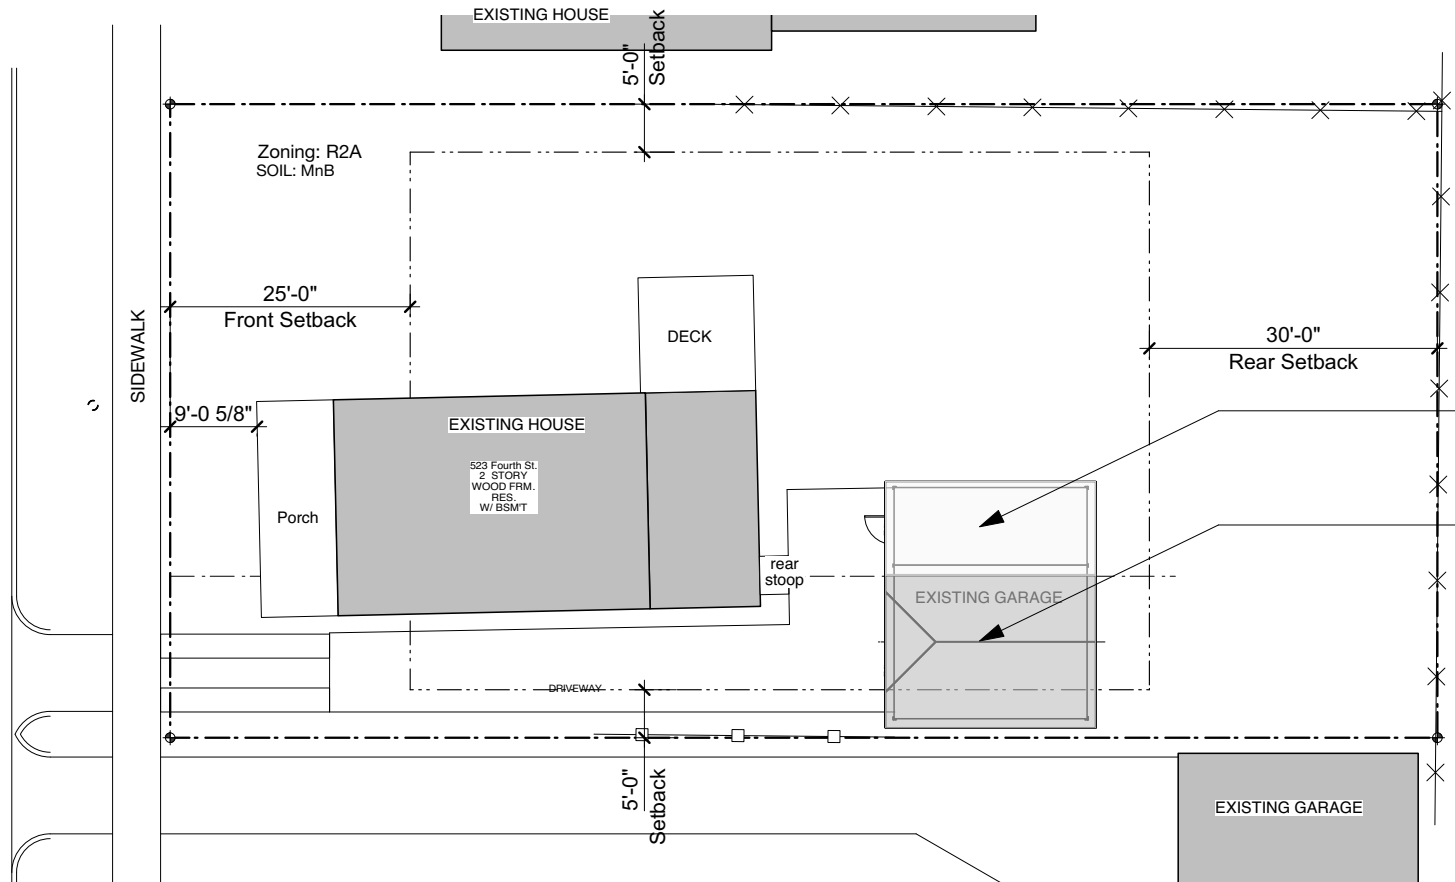 EXISTING HOUSE
5'-0"
Setback
Zoning: R2A
SOIL: MnB
25'-0"
Front Setback
SIDEWALK
DECK
30'-0"
Rear Setback
9'-0 5/8"
EXISTING HOUSE
523 Fourth St.
2 STORY
WOOD FRM.
RES.
W/ BSM'T
Porch
rear
stoop
EXISTING GARAGE
DRIVEWAY
5'-0"
Setback
EXISTING GARAGE